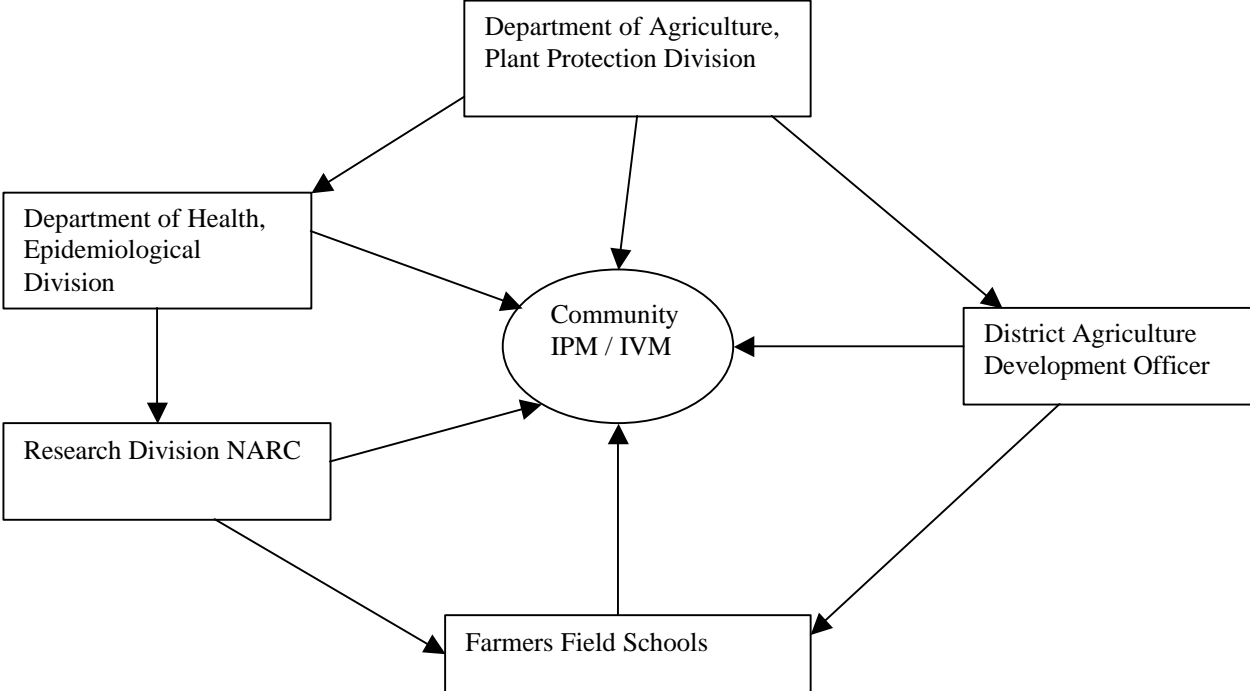 Department of Agriculture,
Plant Protection Division
Department of Health,
Epidemiological
Division
Community
IPM / IVM
District Agriculture
Development Officer
Research Division NARC
Farmers Field Schools